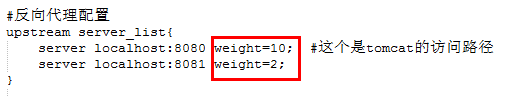 #反向代理配置
upstream server_list{
    server localhost:8080 weight=10;  #这个是tomcat的访问路径
    server localhost:8081 weight=2;
}